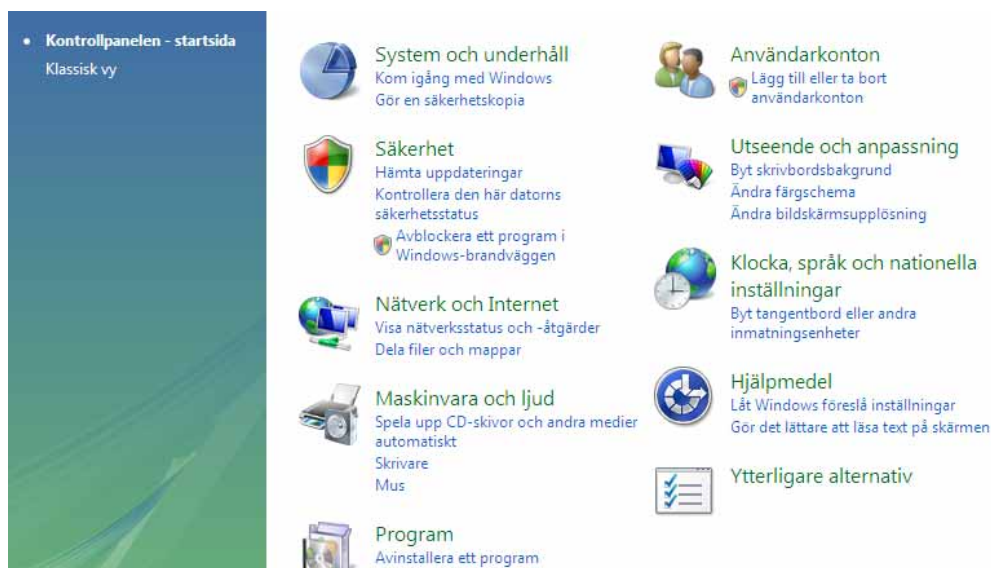 Kontrollpanelen - startsida
Klassisk vy
System och underhåll
Kom igång med Windows
Gör en säkerhetskopia
Säkerhet
Hämta uppdateringar
Kontrollera den här datorns
säkerhetsstatus
Avblockera ett program i
Windows-brandväggen
Nätverk och Internet
Visa nätverksstatus och -åtgärder
Dela filer och mappar
Maskinvara och ljud
Spela upp CD-skivor och andra medier
automatiskt
Skrivare
Mus
Program
Avinstallera ett program
Användarkonton
Lägg till eller ta bort
användarkonton
Utseende och anpassning
Byt skrivbordsbakgrund
Ändra färgschema
Ändra bildskärmsupplösning
Klocka, språk och nationella
inställningar
Byt tangentbord eller andra
inmatningsenheter
Hjälpmedel
Låt Windows föreslå inställningar
Gör det lättare att läsa text på skärmen
Ytterligare alternativ